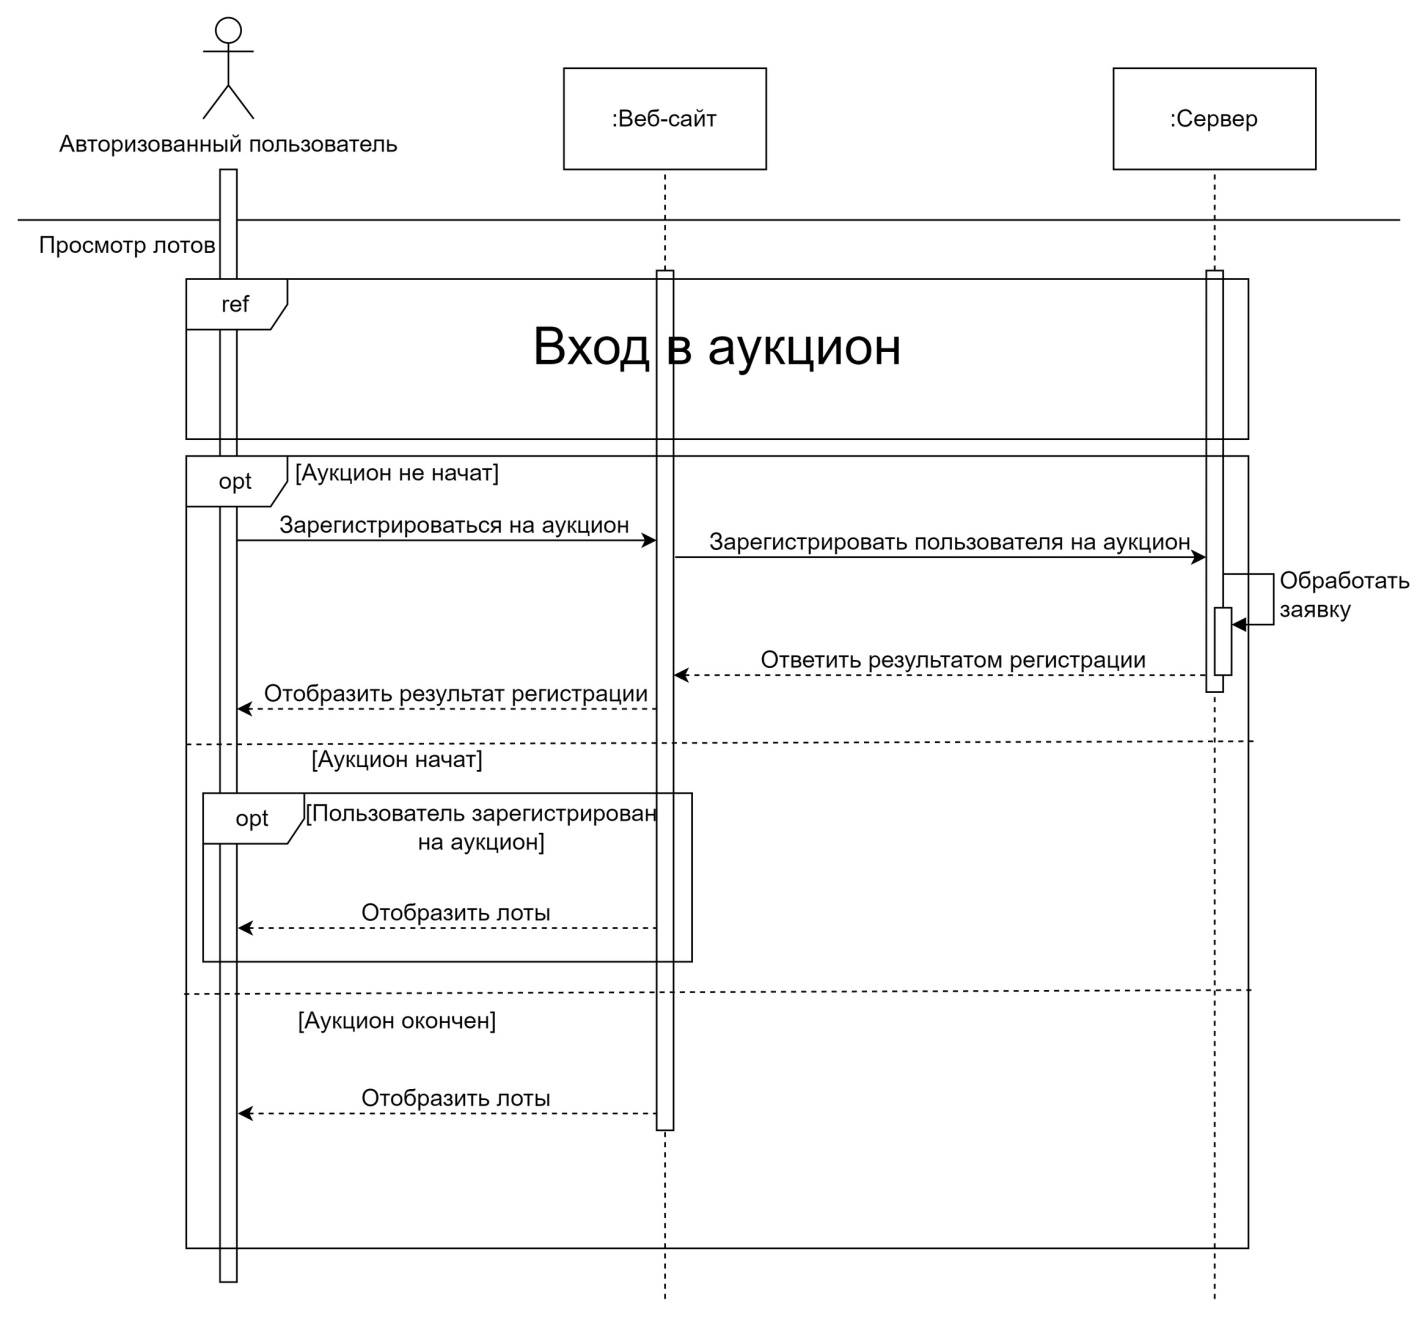 Авторизованный пользователь
:Веб-сайт
:Сервер
Просмотр лотов
ref
Вход в аукцион
opt
[Аукцион не начат]
Зарегистрироваться на аукцион
Зарегистрировать пользователя на аукцион
Обработать
заявку
Ответить результатом регистрации
Отобразить результат регистрации
[Аукцион начат]
opt
[Пользователь зарегистрирован
на аукцион]
Отобразить лоты
[Аукцион окончен]
Отобразить лоты